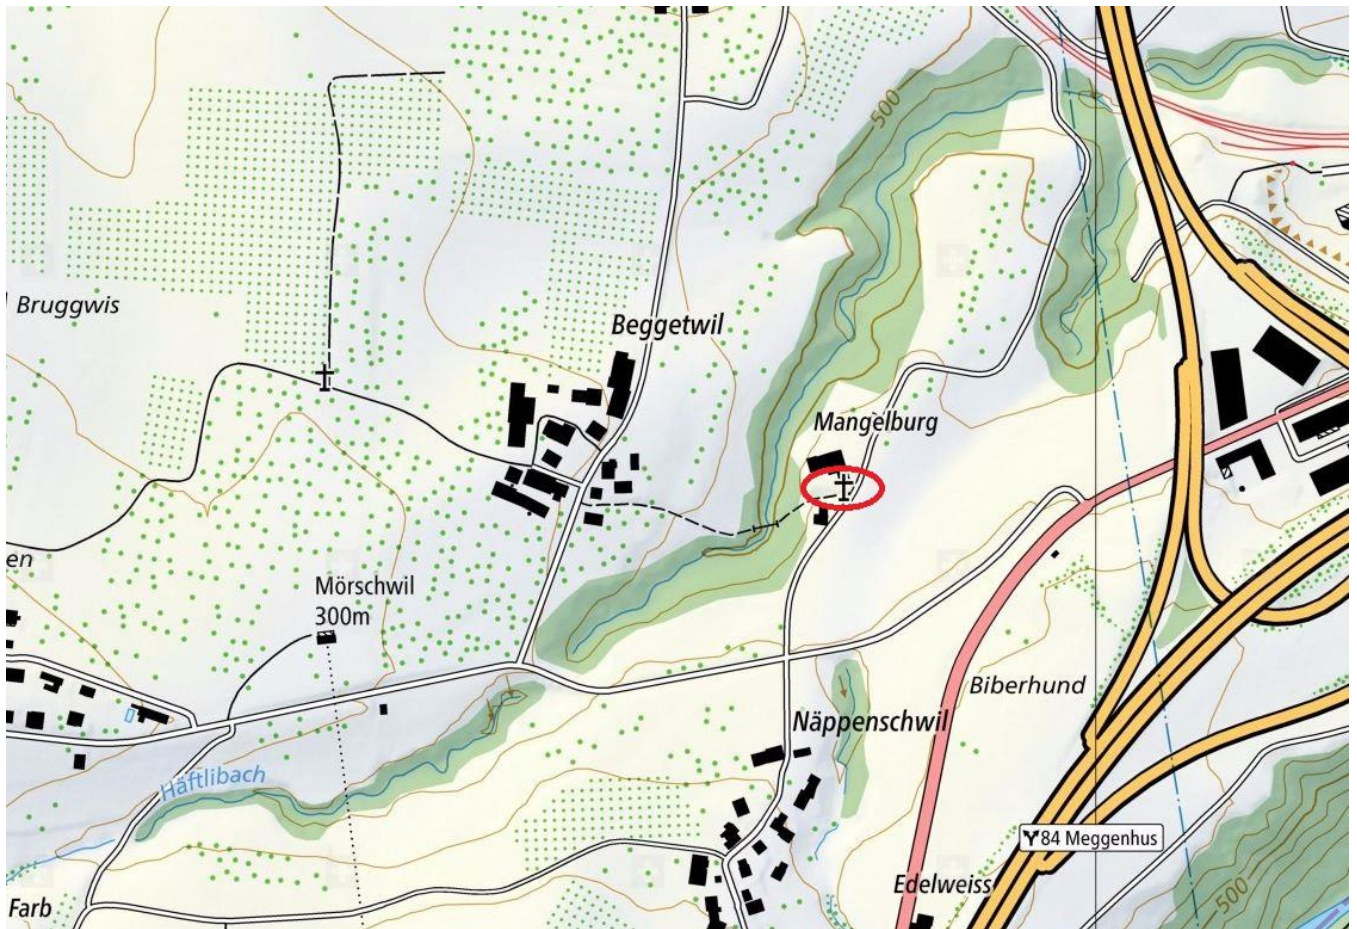 500
Bruggwis
Beggetwil
Mangelburg
en
Mörschwil
300m
Biberhund
Näppenschwil
Häftlibach
84 Meggenhus
Edelweiss
500
Farb